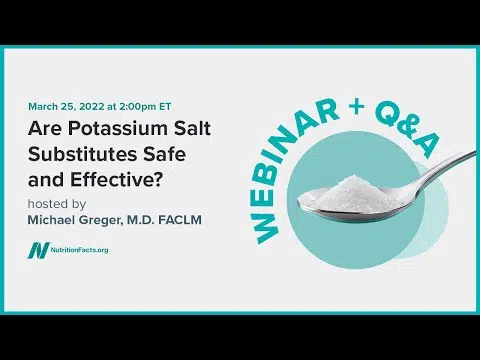 March 25, 2022 at 2:00pm ET
Are Potassium Salt
Substitutes Safe
and Effective?
hosted by
Michael Greger, M.D. FACLM
NutritionFacts.org
WEBINAR + Q&A